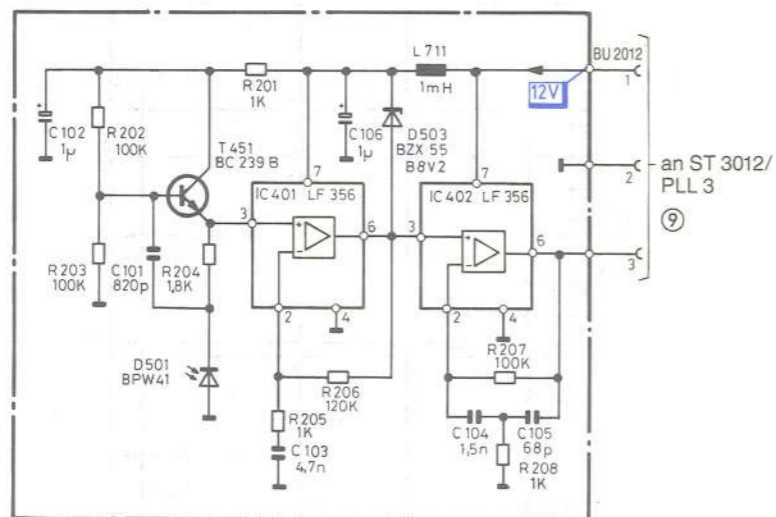 L 711
1mH
BU 2012
1
12V
R 201
1K
C 102
1µ
+
R 202
100K
T 451
BC 239 B
C 106
1µ
+
D 503
BZX 55
B8V2
7
IC 401 LF 356
7
IC 402 LF 356
2
an ST 3012/
PLL 3
⑨
3
6
3
6
3
+
-
+
-
R 203
100K
C 101
820p
R 204
1,8K
2
4
2
4
D 501
BPW41
R 206
120K
R 207
100K
R 205
1K
C 103
4,7n
C 104
1,5n
C 105
68p
R 208
1K